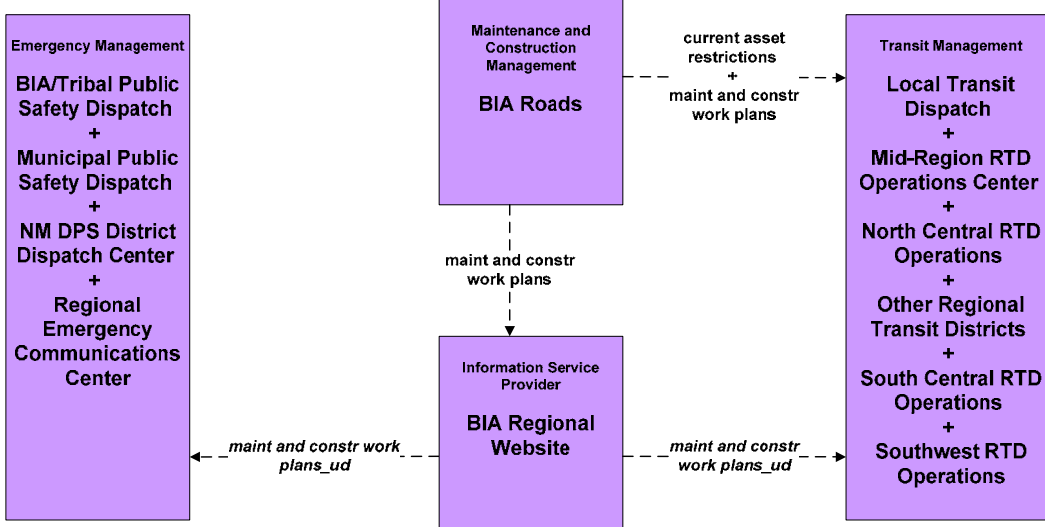 Emergency Management
BIA/Tribal Public
Safety Dispatch
+
Municipal Public
Safety Dispatch
+
NM DPS District
Dispatch Center
+
Regional
Emergency
Communications
Center
Maintenance and
Construction
Management
BIA Roads
current asset
restrictions
+
maint and constr
work plans
maint and constr
work plans
Information Service
Provider
BIA Regional
Website
maint and constr work
plans_ud
maint and constr
work plans_ud
Transit Management
Local Transit
Dispatch
+
Mid-Region RTD
Operations Center
+
North Central RTD
Operations
+
Other Regional
Transit Districts
+
South Central RTD
Operations
+
Southwest RTD
Operations